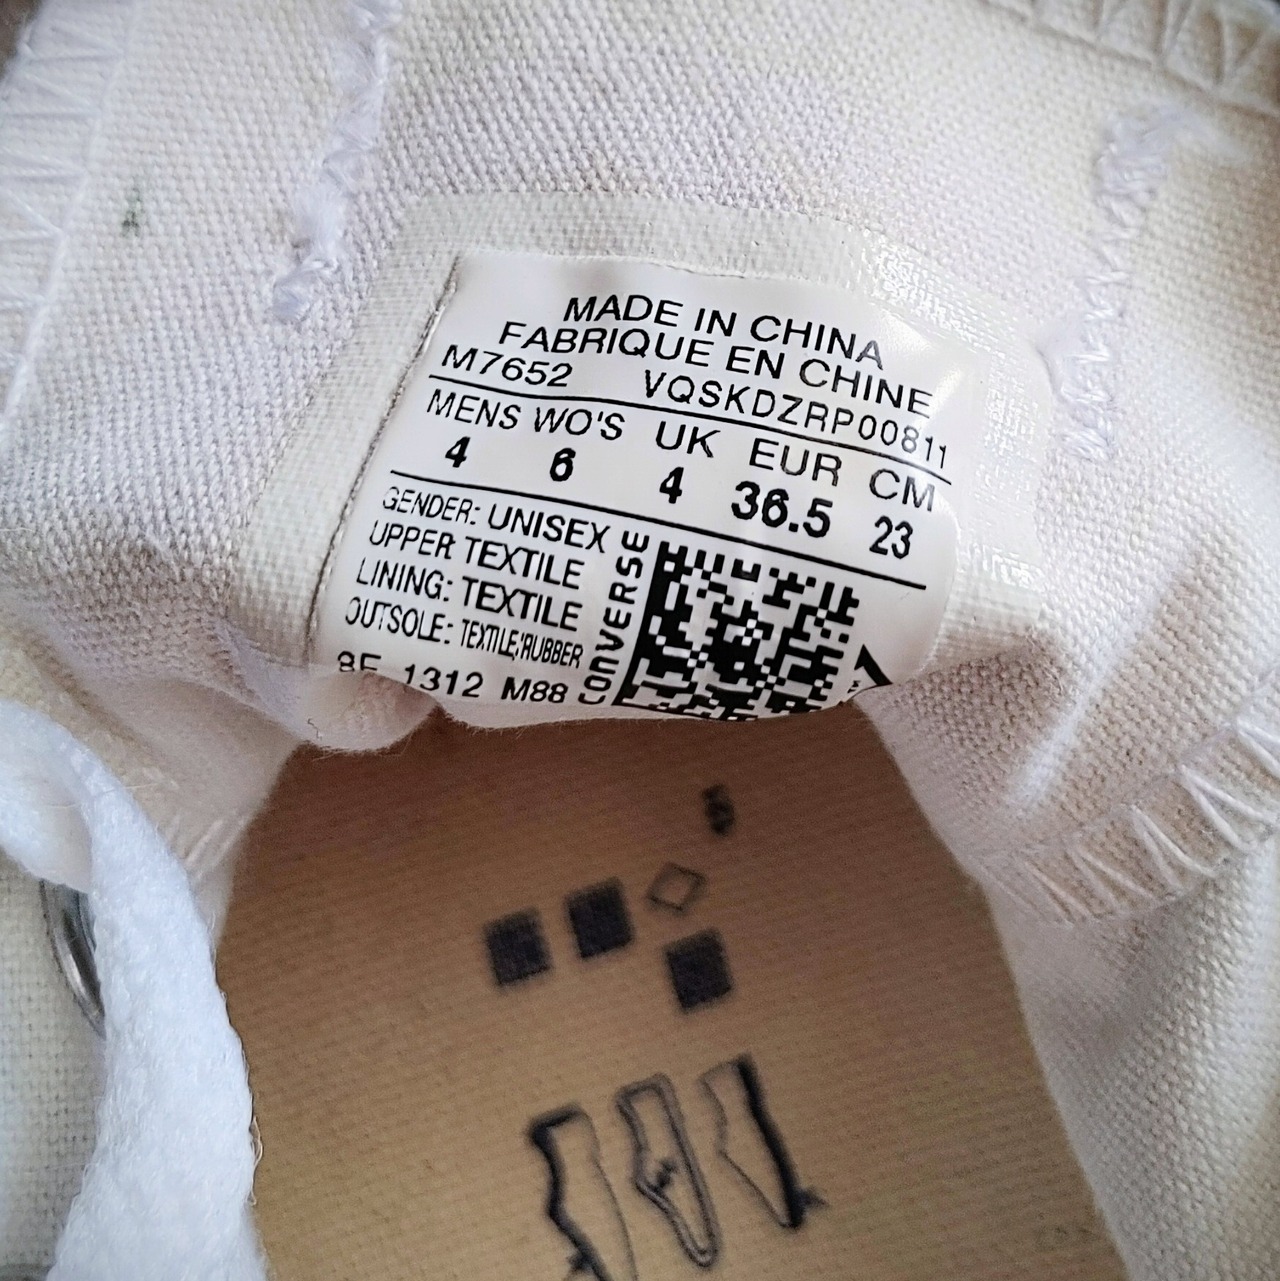 MADE IN CHINA
FABRIQUE EN CHINE
M7652 VQSKDZRP00811
MENS WO'S UK EUR CM
4 6 4 36.5 23
GENDER: UNISEX
UPPER TEXTILE
LINING: TEXTILE
OUTSOLE: TEXTILE/RUBBER
1312 M88
CONVERSE